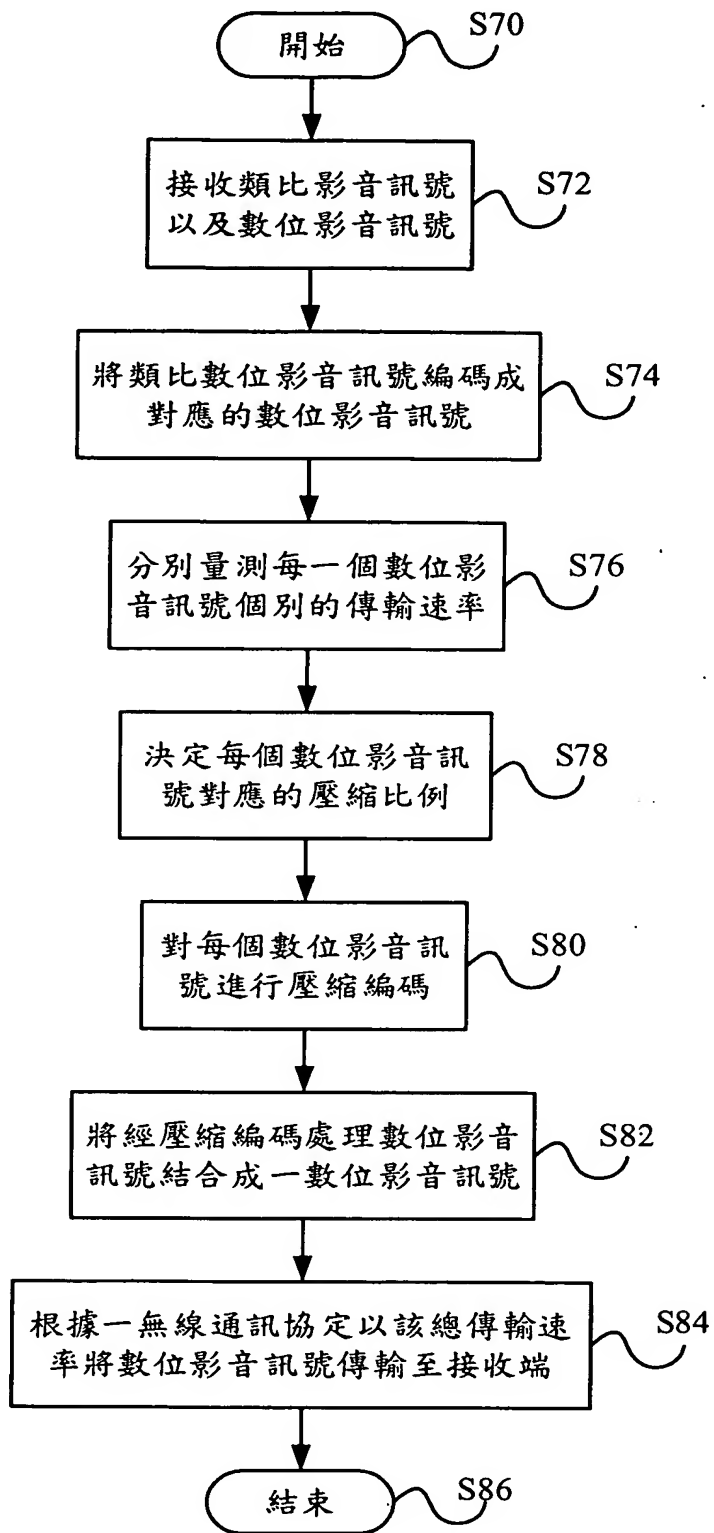 開始
S70
接收類比影音訊號
以及數位影音訊號
S72
將類比數位影音訊號編碼成
對應的數位影音訊號
S74
分別量測每一個數位影
音訊號個別的傳輸速率
S76
決定每個數位影音訊
號對應的壓縮比例
S78
對每個數位影音訊
號進行壓縮編碼
S80
將經壓縮編碼處理數位影音
訊號結合成一數位影音訊號
S82
根據一無線通訊協定以該總傳輸速
率將數位影音訊號傳輸至接收端
S84
結束
S86